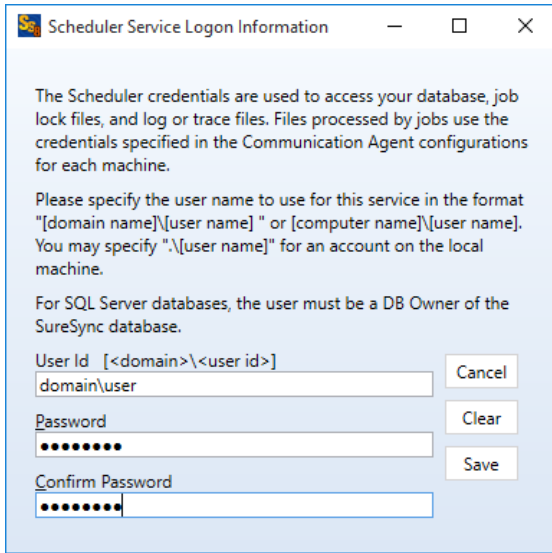 Scheduler Service Logon Information
The Scheduler credentials are used to access your database, job
lock files, and log or trace files. Files processed by jobs use the
credentials specified in the Communication Agent configurations
for each machine.
Please specify the user name to use for this service in the format
"[domain name]\[user name] " or [computer name]\[user name].
You may specify ".\[user name]" for an account on the local
machine.
For SQL Server databases, the user must be a DB Owner of the
SureSync database.
User Id   [<domain>\<user id>]
Cancel
domain\user
Password
Clear
●●●●●●●●
Save
Confirm Password
●●●●●●●●